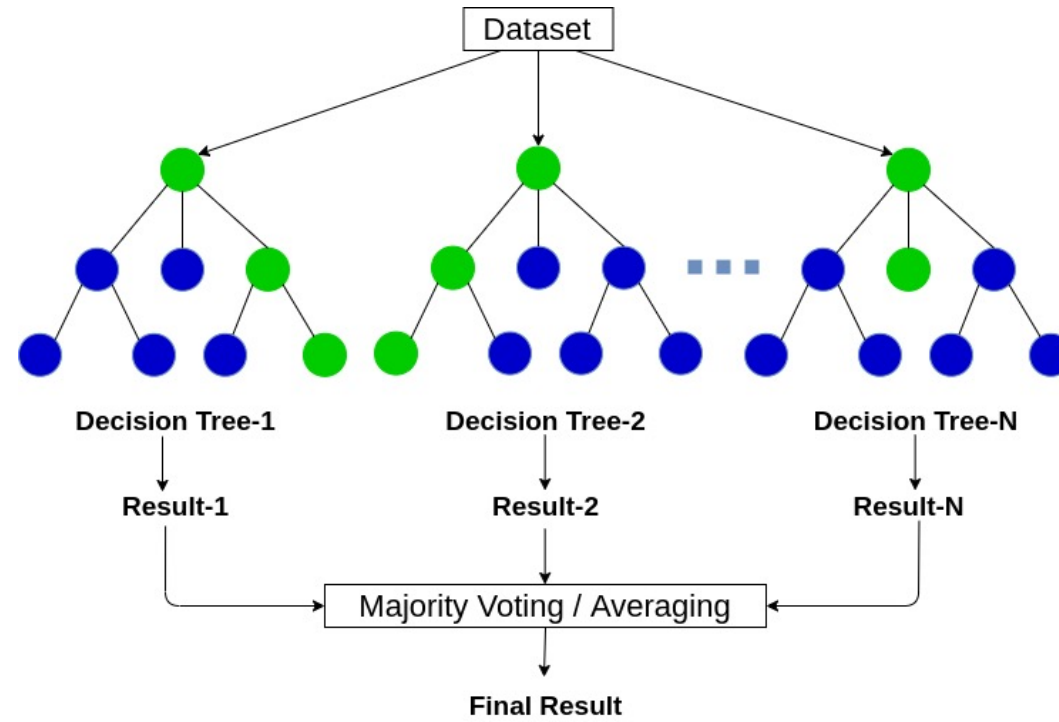 Dataset
Decision Tree-1
Decision Tree-2
Decision Tree-N
Result-1
Result-2
Result-N
Majority Voting / Averaging
Final Result